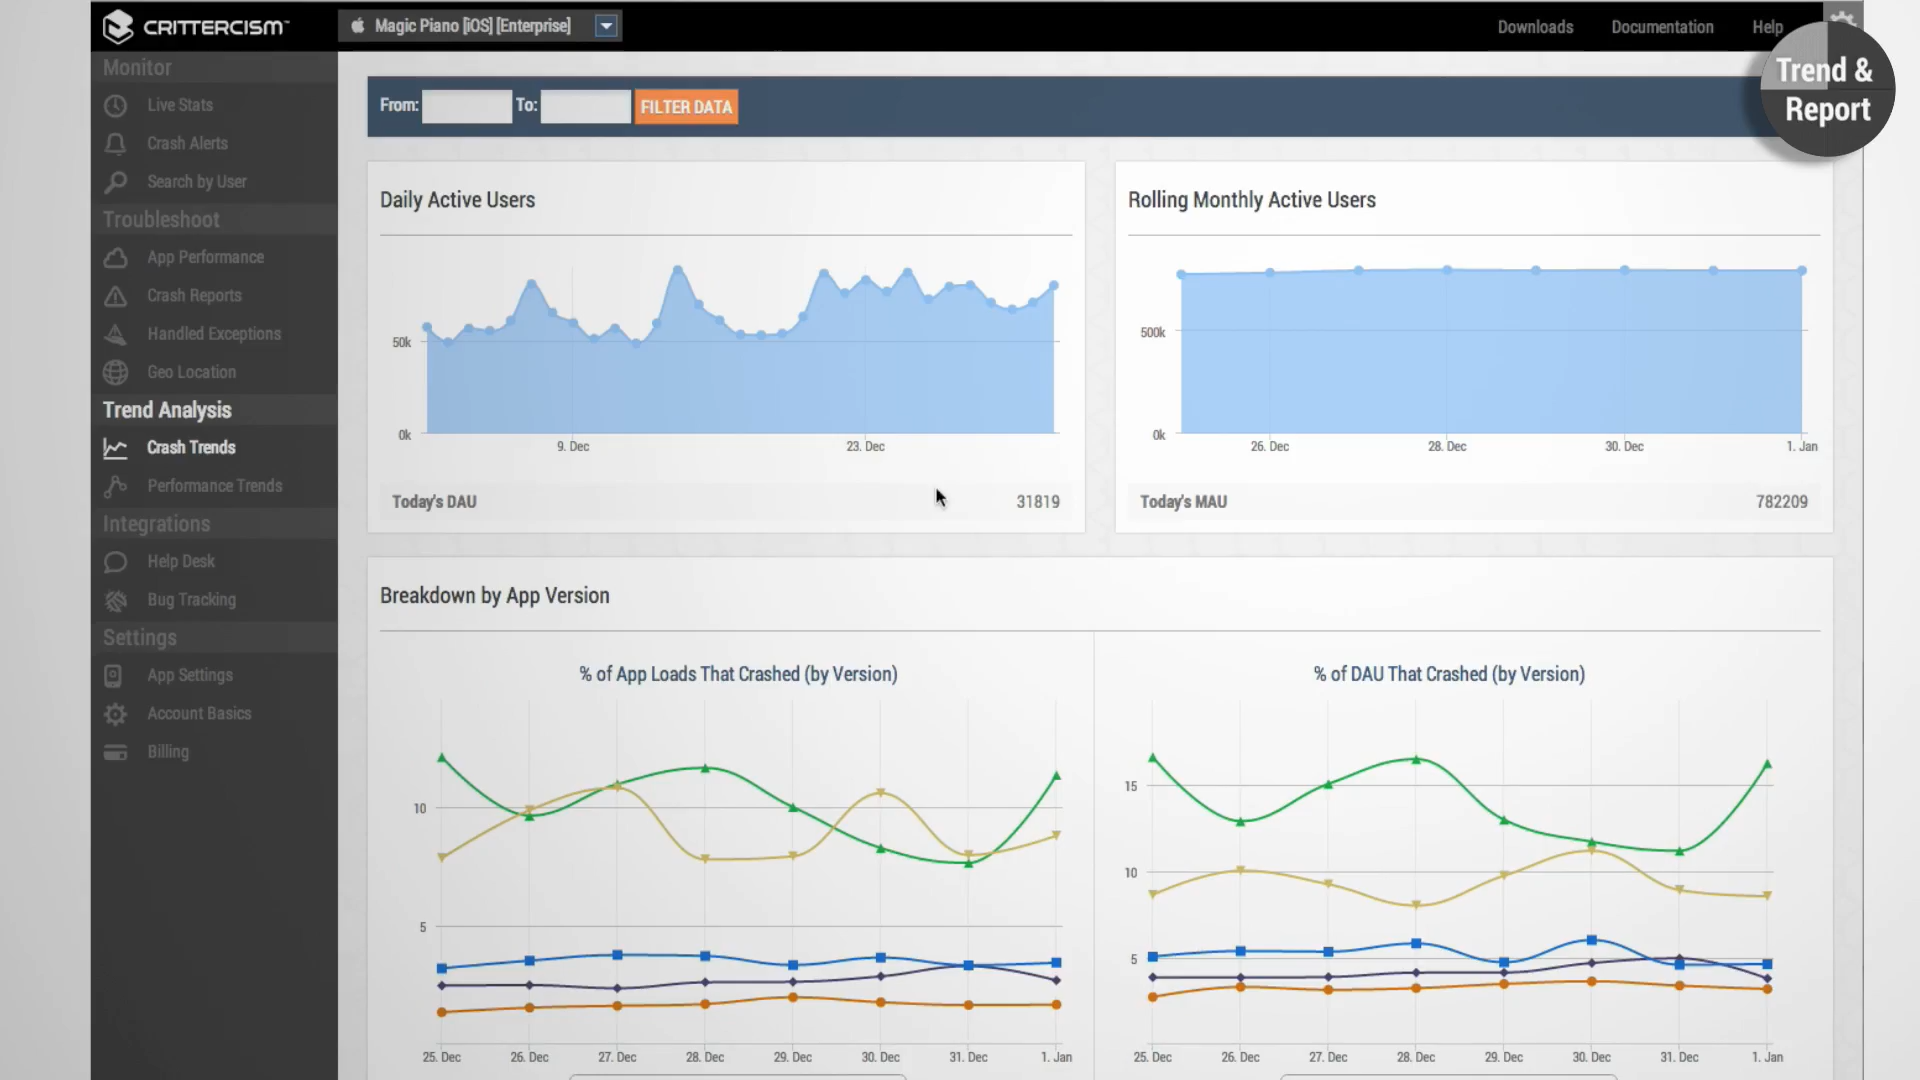 CRITTERCISM™
Magic Piano [iOS] [Enterprise]
Downloads
Documentation
Help
Trend &
Report
Monitor
Live Stats
Crash Alerts
Search by User
Troubleshoot
App Performance
Crash Reports
Handled Exceptions
Geo Location
Trend Analysis
Crash Trends
Performance Trends
Integrations
Help Desk
Bug Tracking
Settings
App Settings
Account Basics
Billing
From:
To:
FILTER DATA
Daily Active Users
50k
0k
9. Dec
23. Dec
Today's DAU
31819
Rolling Monthly Active Users
500k
0k
26. Dec
28. Dec
30. Dec
1. Jan
Today's MAU
782209
Breakdown by App Version
% of App Loads That Crashed (by Version)
10
5
25. Dec
26. Dec
27. Dec
28. Dec
29. Dec
30. Dec
31. Dec
1. Jan
% of DAU That Crashed (by Version)
15
10
5
25. Dec
26. Dec
27. Dec
28. Dec
29. Dec
30. Dec
31. Dec
1. Jan